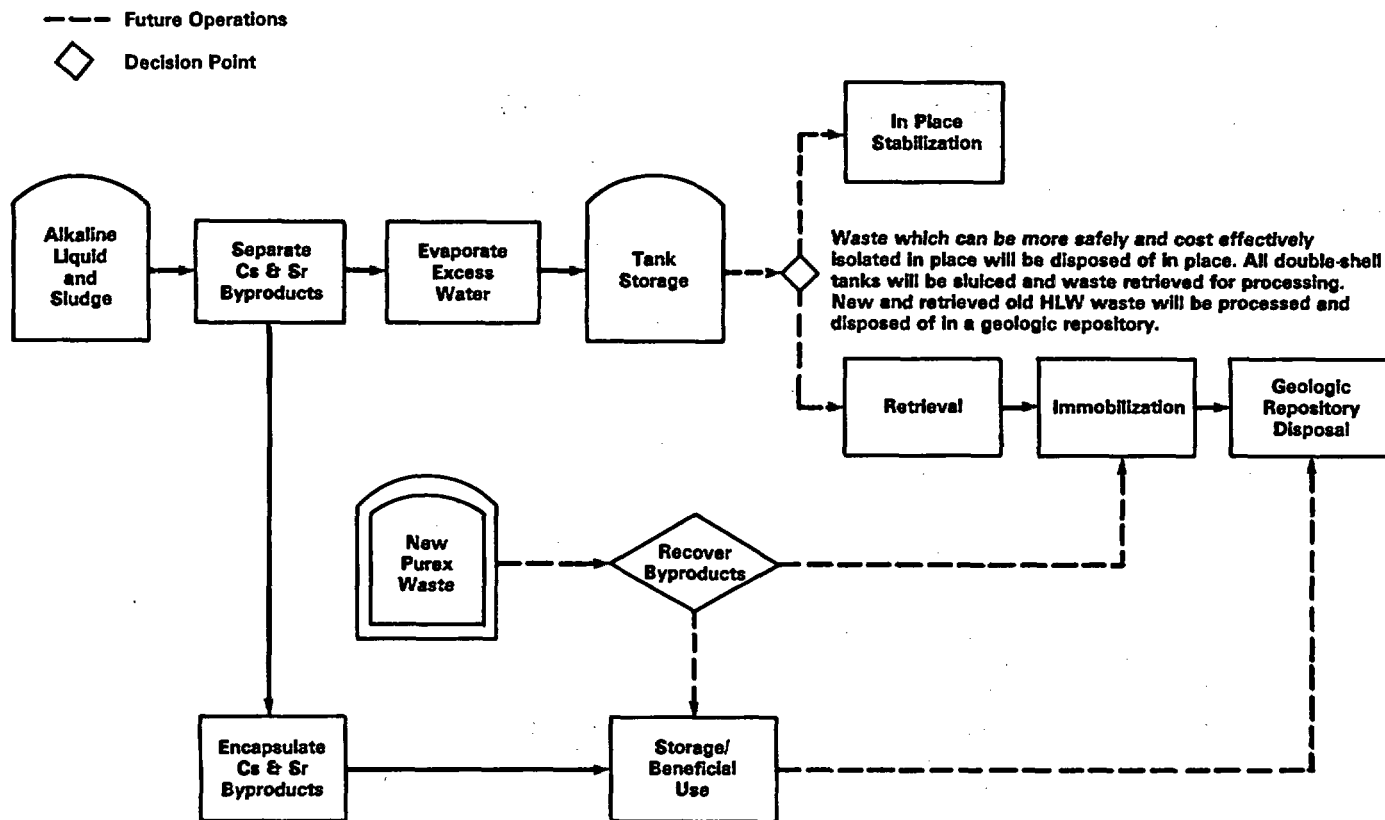 Future Operations
Decision Point
In Place
Stabilization
Alkaline
Liquid
and
Sludge
Separate
Cs & Sr
Byproducts
Evaporate
Excess
Water
Tank
Storage
Waste which can be more safely and cost effectively
isolated in place will be disposed of in place. All double-shell
tanks will be sluiced and waste retrieved for processing.
New and retrieved old HLW waste will be processed and
disposed of in a geologic repository.
Retrieval
Immobilization
Geologic
Repository
Disposal
New
Purex
Waste
Recover
Byproducts
Encapsulate
Cs & Sr
Byproducts
Storage/
Beneficial
Use